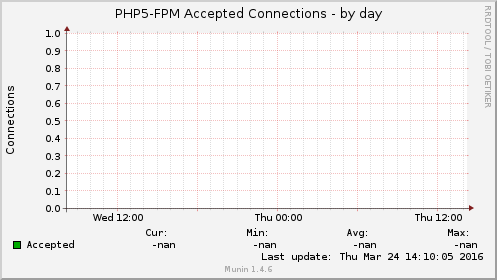 PHP5-FPM Accepted Connections - by day
RRDTOOL / TOBI OETIKER
Connections
1.0
0.9
0.8
0.7
0.6
0.5
0.4
0.3
0.2
0.1
0.0
Wed 12:00 Thu 00:00 Thu 12:00
Cur: Min: Avg: Max:
Accepted -nan -nan -nan -nan
Last update: Thu Mar 24 14:10:05 2016
Munin 1.4.6